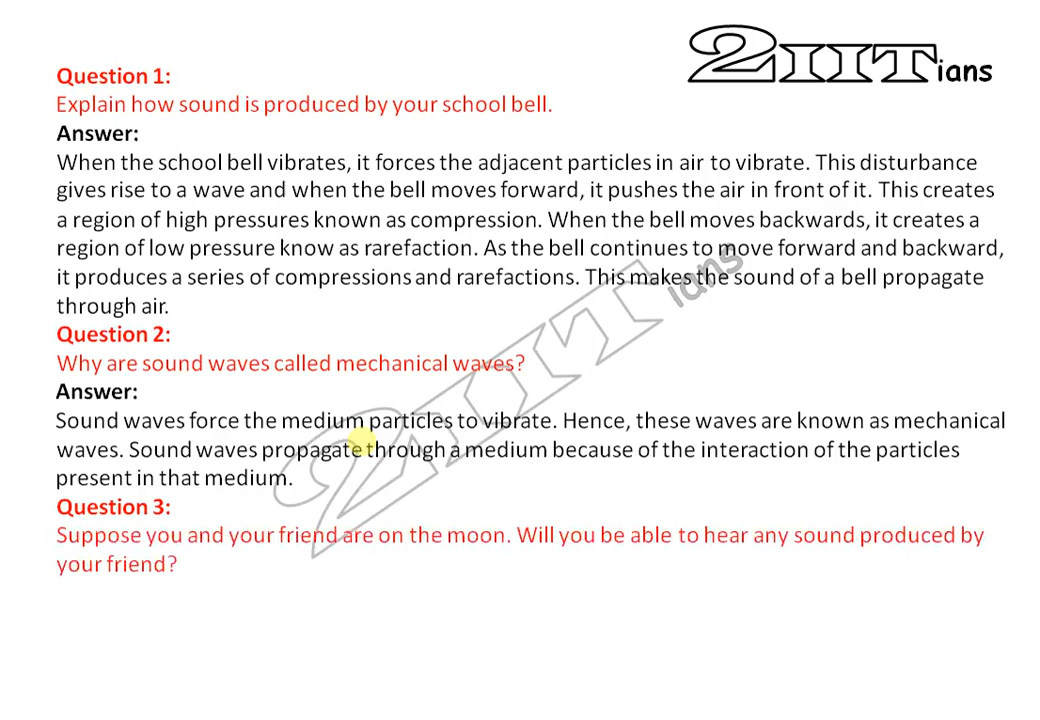 2IITians
Question 1:
Explain how sound is produced by your school bell.
Answer:
When the school bell vibrates, it forces the adjacent particles in air to vibrate. This disturbance
gives rise to a wave and when the bell moves forward, it pushes the air in front of it. This creates
a region of high pressures known as compression. When the bell moves backwards, it creates a
region of low pressure know as rarefaction. As the bell continues to move forward and backward,
it produces a series of compressions and rarefactions. This makes the sound of a bell propagate
through air.
Question 2:
Why are sound waves called mechanical waves?
Answer:
Sound waves force the medium particles to vibrate. Hence, these waves are known as mechanical
waves. Sound waves propagate through a medium because of the interaction of the particles
present in that medium.
Question 3:
Suppose you and your friend are on the moon. Will you be able to hear any sound produced by
your friend?
2IITians